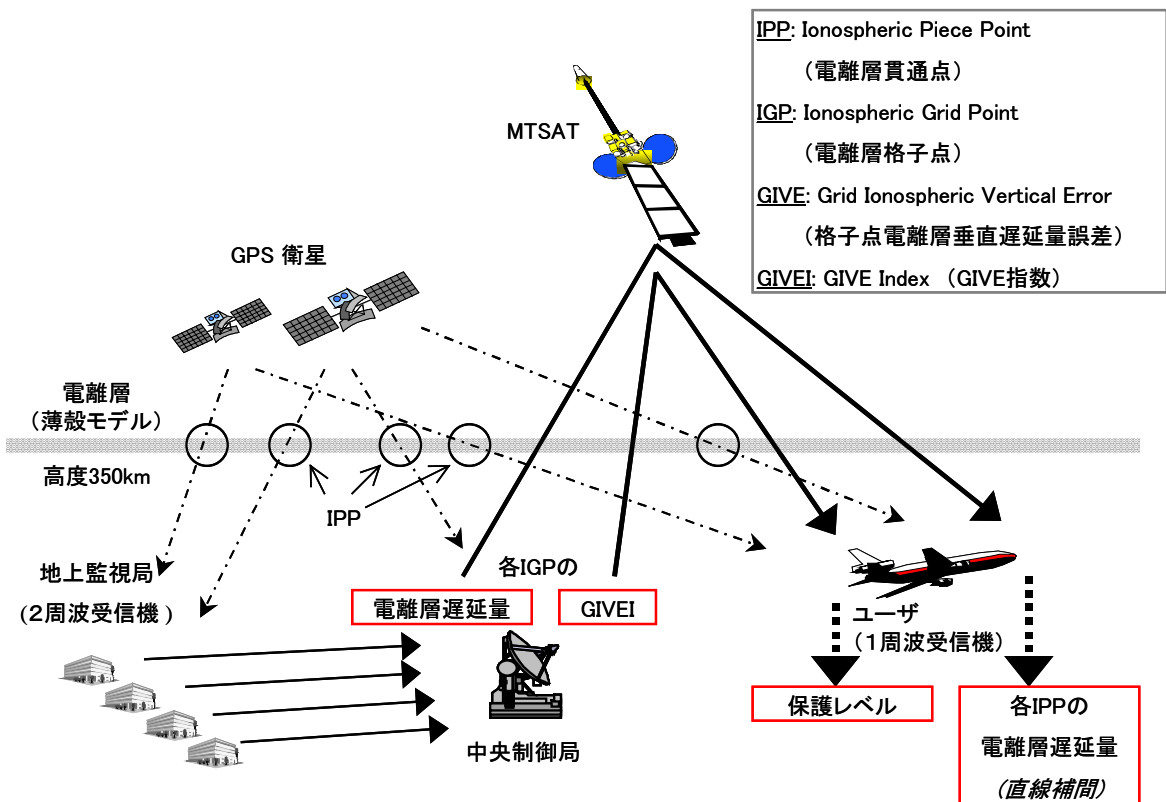 IPP: Ionospheric Piece Point
（電離層貫通点）
IGP: Ionospheric Grid Point
（電離層格子点）
GIVE: Grid Ionospheric Vertical Error
（格子点電離層垂直遅延量誤差）
GIVEI: GIVE Index （GIVE指数）
MTSAT
GPS 衛星
電離層
（薄殻モデル）
高度350km
IPP
地上監視局
(２周波受信機 )
各IGPの
電離層遅延量
GIVEI
ユーザ
（１周波受信機）
中央制御局
保護レベル
各IPPの
電離層遅延量
(直線補間)